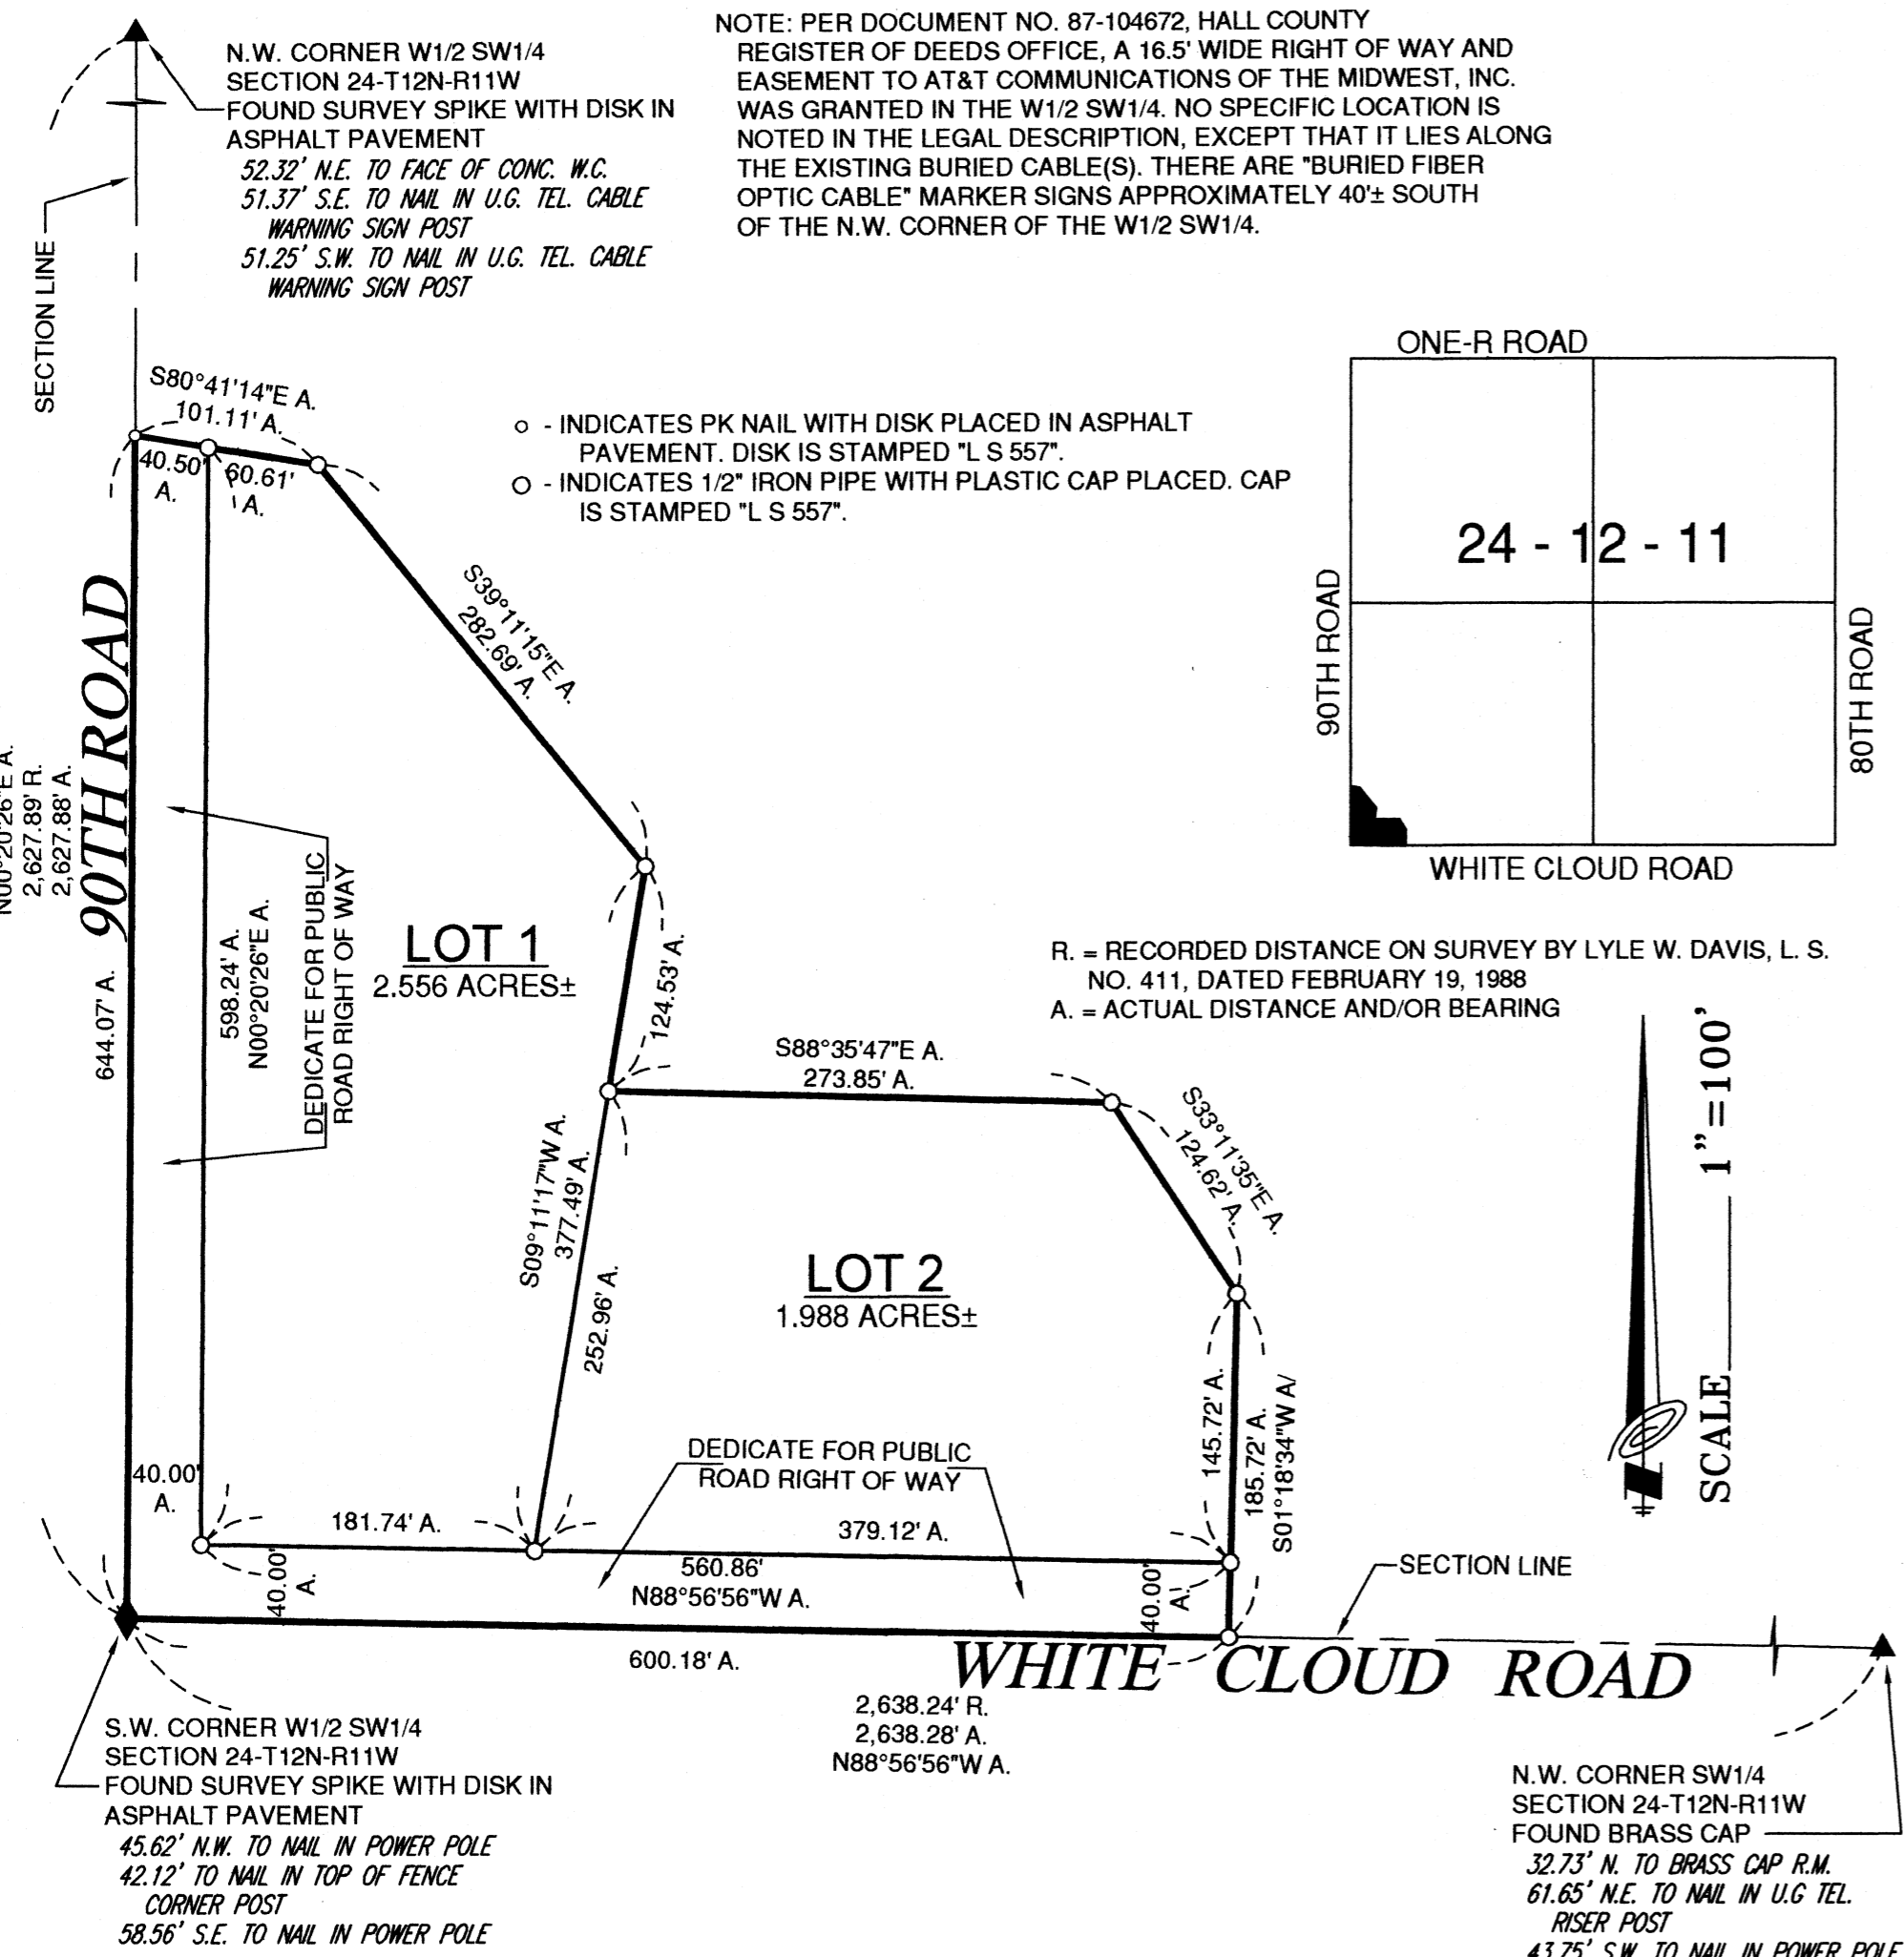 N.W. CORNER W1/2 SW1/4
SECTION 24-T12N-R11W
FOUND SURVEY SPIKE WITH DISK IN
ASPHALT PAVEMENT
52.32' N.E. TO FACE OF CONC. W.C.
51.37' S.E. TO NAIL IN U.G. TEL. CABLE
WARNING SIGN POST
51.25' S.W. TO NAIL IN U.G. TEL. CABLE
WARNING SIGN POST
NOTE: PER DOCUMENT NO. 87-104672, HALL COUNTY
REGISTER OF DEEDS OFFICE, A 16.5' WIDE RIGHT OF WAY AND
EASEMENT TO AT&T COMMUNICATIONS OF THE MIDWEST, INC.
WAS GRANTED IN THE W1/2 SW1/4. NO SPECIFIC LOCATION IS
NOTED IN THE LEGAL DESCRIPTION, EXCEPT THAT IT LIES ALONG
THE EXISTING BURIED CABLE(S). THERE ARE "BURIED FIBER
OPTIC CABLE" MARKER SIGNS APPROXIMATELY 40'± SOUTH
OF THE N.W. CORNER OF THE W1/2 SW1/4.
SECTION LINE
S80°41'14"E A.
101.11' A.
40.50'
A.
60.61'
A.
- INDICATES PK NAIL WITH DISK PLACED IN ASPHALT
PAVEMENT. DISK IS STAMPED "L S 557".
- INDICATES 1/2" IRON PIPE WITH PLASTIC CAP PLACED. CAP
IS STAMPED "L S 557".
ONE-R ROAD
24 - 12 - 11
90TH ROAD
80TH ROAD
WHITE CLOUD ROAD
S39°11'15"E A.
282.69' A.
N00°20'26"E A.
2,627.89' R.
2,627.88' A.
90TH ROAD
644.07' A.
598.24' A.
N00°20'26"E A.
DEDICATE FOR PUBLIC
ROAD RIGHT OF WAY
LOT 1
2.556 ACRES±
124.53' A.
R. = RECORDED DISTANCE ON SURVEY BY LYLE W. DAVIS, L. S.
NO. 411, DATED FEBRUARY 19, 1988
A. = ACTUAL DISTANCE AND/OR BEARING
S88°35'47"E A.
273.85' A.
S33°11'35"E A.
124.62' A.
S09°11'17"W A.
377.49' A.
252.96' A.
LOT 2
1.988 ACRES±
145.72' A.
185.72' A.
S01°18'34"W A/
SCALE 1"=100'
DEDICATE FOR PUBLIC
ROAD RIGHT OF WAY
40.00'
A.
181.74' A.
379.12' A.
40.00'
A.
560.86'
N88°56'56"W A.
40.00'
A.
SECTION LINE
600.18' A.
WHITE CLOUD ROAD
2,638.24' R.
2,638.28' A.
N88°56'56"W A.
S.W. CORNER W1/2 SW1/4
SECTION 24-T12N-R11W
FOUND SURVEY SPIKE WITH DISK IN
ASPHALT PAVEMENT
45.62' N.W. TO NAIL IN POWER POLE
42.12' TO NAIL IN TOP OF FENCE
CORNER POST
58.56' S.E. TO NAIL IN POWER POLE
N.W. CORNER SW1/4
SECTION 24-T12N-R11W
FOUND BRASS CAP
32.73' N. TO BRASS CAP R.M.
61.65' N.E. TO NAIL IN U.G TEL.
RISER POST
43.75' S.W. TO NAIL IN POWER POLE